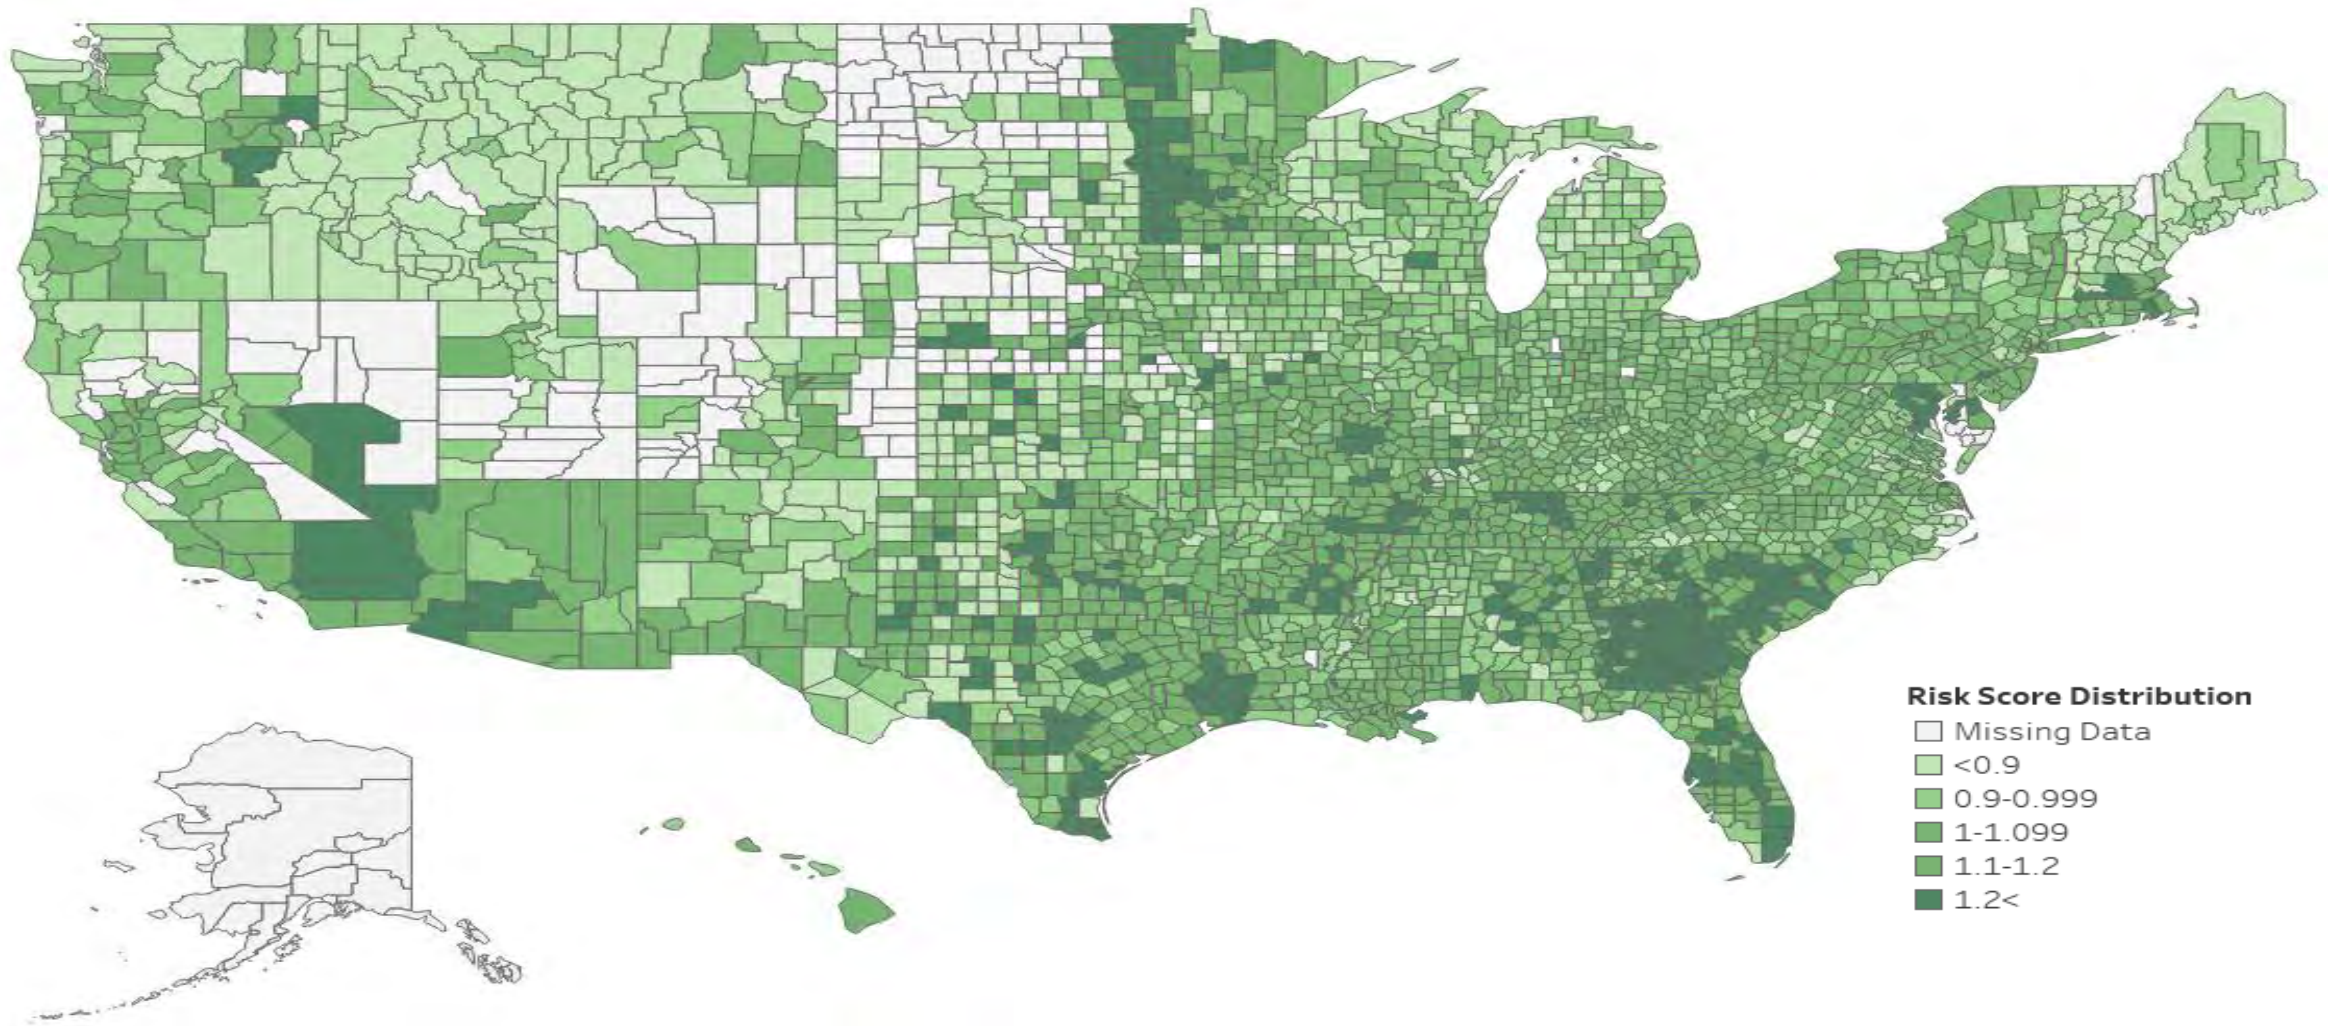 Risk Score Distribution
Missing Data
<0.9
0.9-0.999
1-1.099
1.1-1.2
1.2<